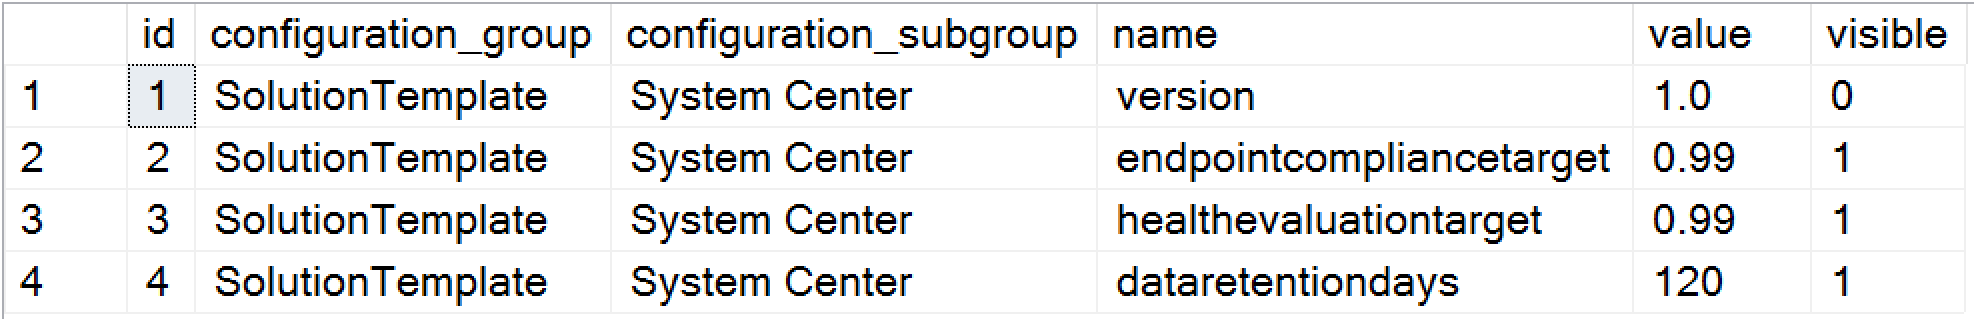 id configuration_group configuration_subgroup name value visible
1 1 SolutionTemplate System Center version 1.0 0
2 2 SolutionTemplate System Center endpointcompliancetarget 0.99 1
3 3 SolutionTemplate System Center healthevaluationtarget 0.99 1
4 4 SolutionTemplate System Center dataretentiondays 120 1